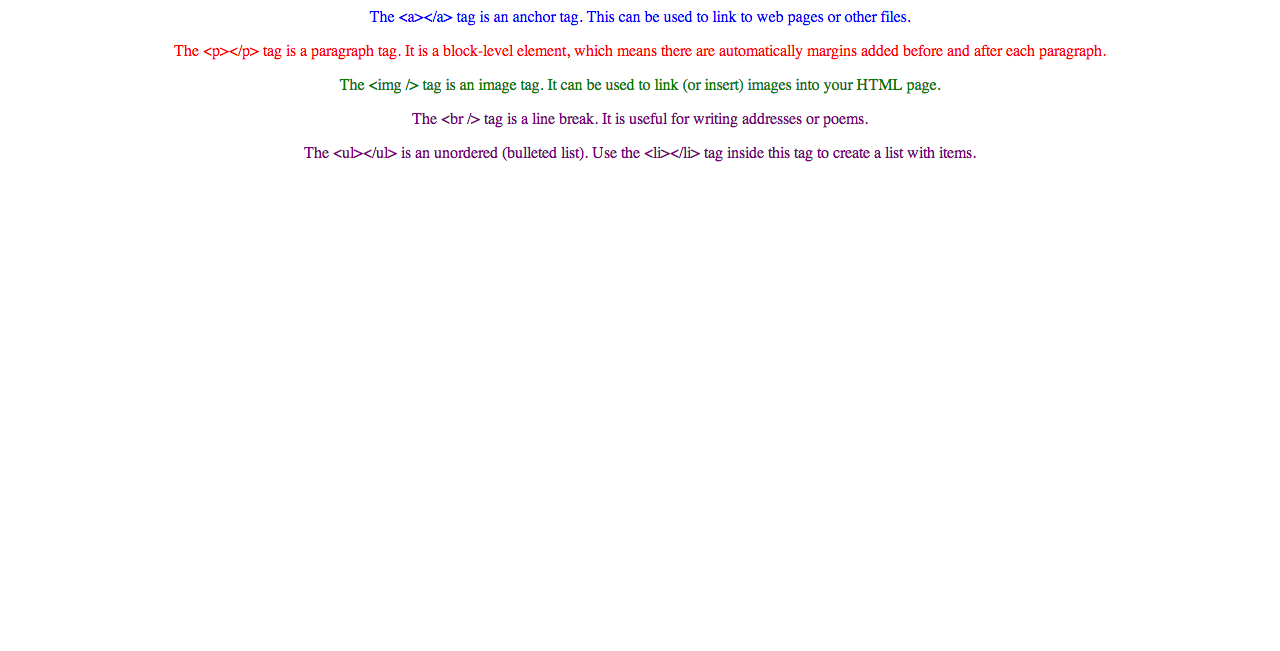 The <a></a> tag is an anchor tag. This can be used to link to web pages or other files.
The <p></p> tag is a paragraph tag. It is a block-level element, which means there are automatically margins added before and after each paragraph.
The <img /> tag is an image tag. It can be used to link (or insert) images into your HTML page.
The <br /> tag is a line break. It is useful for writing addresses or poems.
The <ul></ul> is an unordered (bulleted list). Use the <li></li> tag inside this tag to create a list with items.